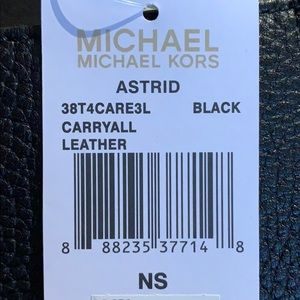 MICHAEL
MICHAEL KORS
ASTRID
38T4CARE3L BLACK
CARRYALL
LEATHER
8 88235 37714 8
NS